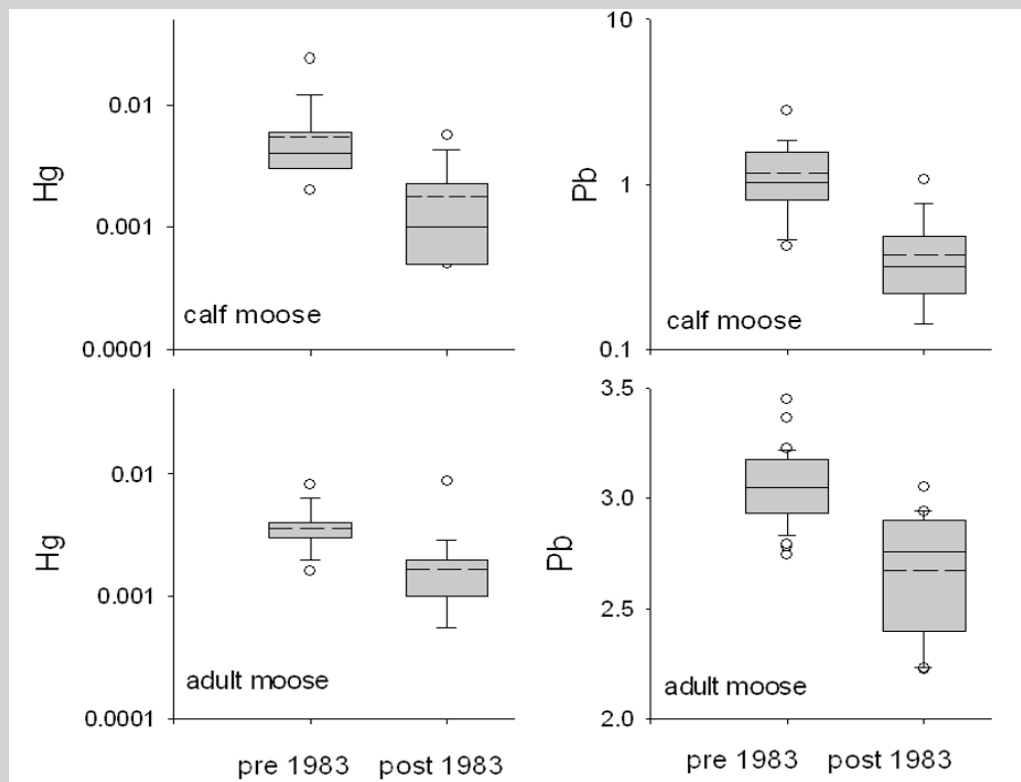 Hg
0.01
0.001
0.0001
calf moose
Pb
10
1
0.1
calf moose
Hg
0.01
0.001
0.0001
adult moose
pre 1983 post 1983
Pb
3.5
3.0
2.5
2.0
adult moose
pre 1983 post 1983